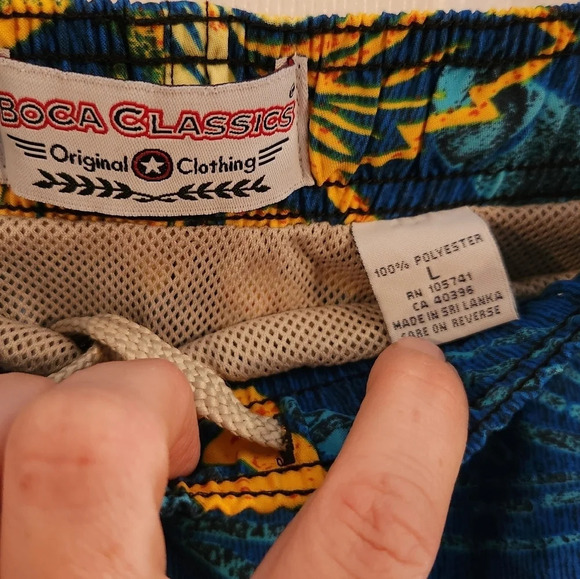 BOCA CLASSICS
Original Clothing
100% POLYESTER
L
RN 105741
CA 40396
MADE IN SRI LANKA
CARE ON REVERSE